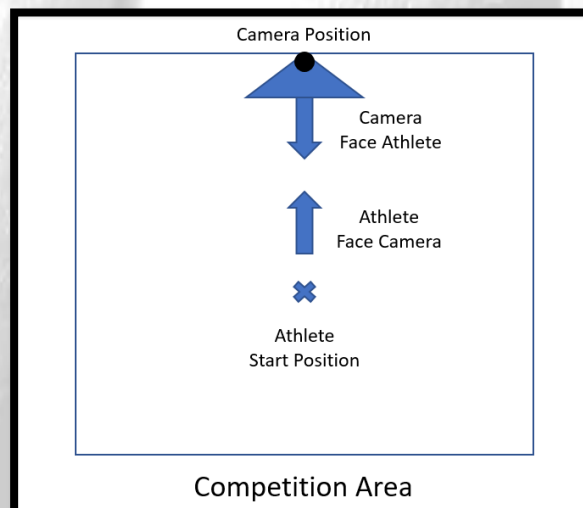 Camera Position
Camera
Face Athlete
Athlete
Face Camera
Athlete
Start Position
Competition Area